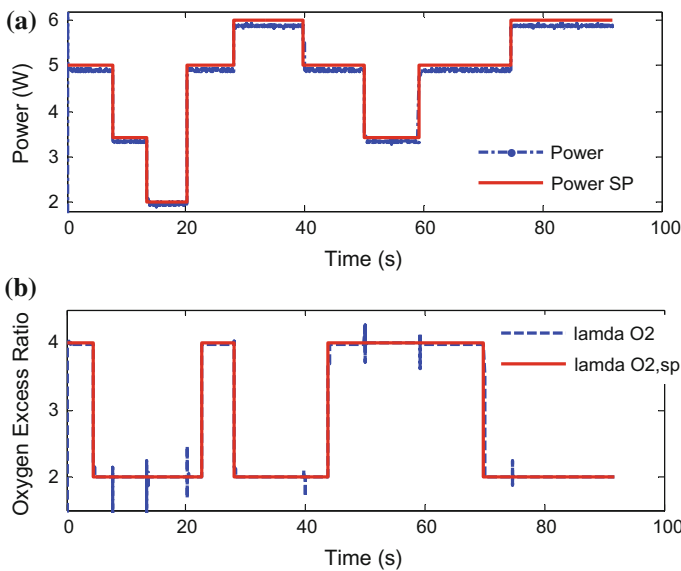 (a)
6
5
4
3
2
Power (W)
Power
Power SP
0
20
40
60
80
100
Time (s)
(b)
4
3
2
Oxygen Excess Ratio
lamda O2
lamda O2,sp
0
20
40
60
80
100
Time (s)